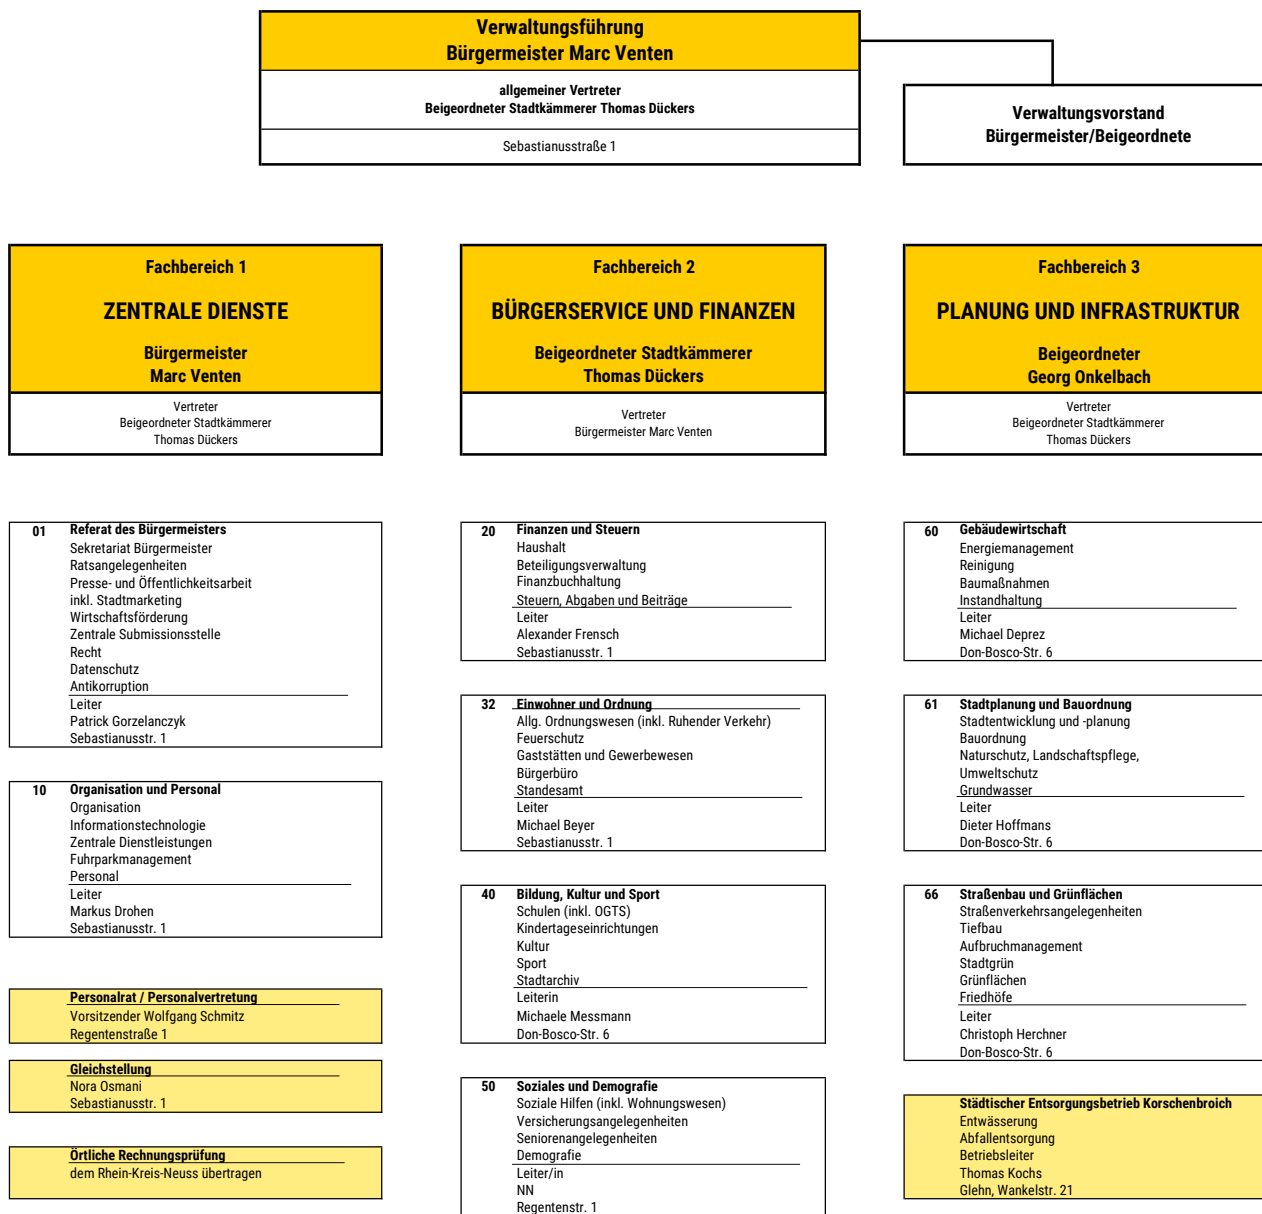 Verwaltungsführung
Bürgermeister Marc Venten
allgemeiner Vertreter
Beigeordneter Stadtkämmerer Thomas Dückers
Sebastianusstraße 1
Verwaltungsvorstand
Bürgermeister/Beigeordnete
Fachbereich 1
ZENTRALE DIENSTE
Bürgermeister
Marc Venten
Vertreter
Beigeordneter Stadtkämmerer
Thomas Dückers
Fachbereich 2
BÜRGERSERVICE UND FINANZEN
Beigeordneter Stadtkämmerer
Thomas Dückers
Vertreter
Bürgermeister Marc Venten
Fachbereich 3
PLANUNG UND INFRASTRUKTUR
Beigeordneter
Georg Onkelbach
Vertreter
Beigeordneter Stadtkämmerer
Thomas Dückers
01 Referat des Bürgermeisters
Sekretariat Bürgermeister
Ratsangelegenheiten
Presse- und Öffentlichkeitsarbeit
inkl. Stadtmarketing
Wirtschaftsförderung
Zentrale Submissionsstelle
Recht
Datenschutz
Antikorruption
Leiter
Patrick Gorzelanczyk
Sebastianusstr. 1
10 Organisation und Personal
Organisation
Informationstechnologie
Zentrale Dienstleistungen
Fuhrparkmanagement
Personal
Leiter
Markus Drohen
Sebastianusstr. 1
Personalrat / Personalvertretung
Vorsitzender Wolfgang Schmitz
Regentenstraße 1
Gleichstellung
Nora Osmani
Sebastianusstr. 1
Örtliche Rechnungsprüfung
dem Rhein-Kreis-Neuss übertragen
20 Finanzen und Steuern
Haushalt
Beteiligungsverwaltung
Finanzbuchhaltung
Steuern, Abgaben und Beiträge
Leiter
Alexander Frensch
Sebastianusstr. 1
32 Einwohner und Ordnung
Allg. Ordnungswesen (inkl. Ruhender Verkehr)
Feuerschutz
Gaststätten und Gewerbewesen
Bürgerbüro
Standesamt
Leiter
Michael Beyer
Sebastianusstr. 1
40 Bildung, Kultur und Sport
Schulen (inkl. OGTS)
Kindertageseinrichtungen
Kultur
Sport
Stadtarchiv
Leiterin
Michaele Messmann
Don-Bosco-Str. 6
50 Soziales und Demografie
Soziale Hilfen (inkl. Wohnungswesen)
Versicherungsangelegenheiten
Seniorenangelegenheiten
Demografie
Leiter/in
NN
Regentenstr. 1
60 Gebäudewirtschaft
Energiemanagement
Reinigung
Baumaßnahmen
Instandhaltung
Leiter
Michael Deprez
Don-Bosco-Str. 6
61 Stadtplanung und Bauordnung
Stadtentwicklung und -planung
Bauordnung
Naturschutz, Landschaftspflege,
Umweltschutz
Grundwasser
Leiter
Dieter Hoffmans
Don-Bosco-Str. 6
66 Straßenbau und Grünflächen
Straßenverkehrsangelegenheiten
Tiefbau
Aufbruchmanagement
Stadtgrün
Grünflächen
Friedhöfe
Leiter
Christoph Herchner
Don-Bosco-Str. 6
Städtischer Entsorgungsbetrieb Korschenbroich
Entwässerung
Abfallentsorgung
Betriebsleiter
Thomas Kochs
Glehn, Wankelstr. 21